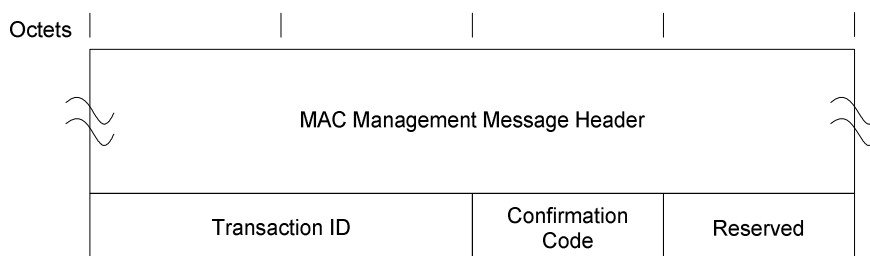 Octets
MAC Management Message Header
Transaction ID
Confirmation
Code
Reserved